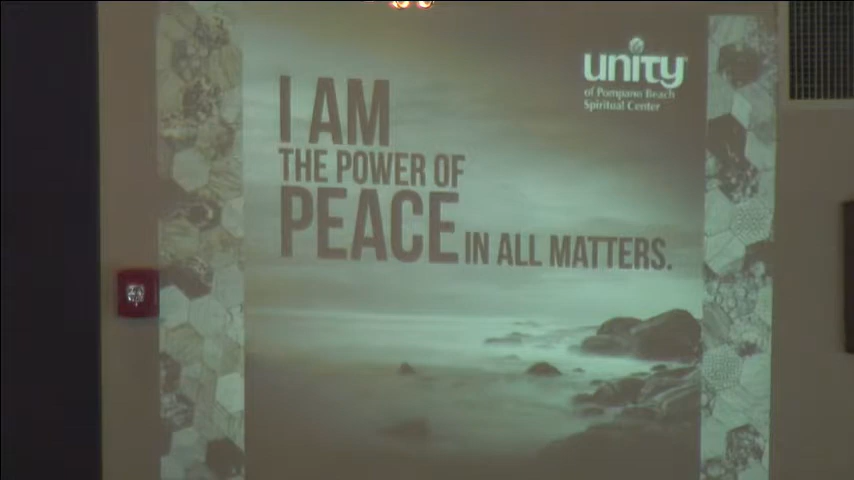 I AM
THE POWER OF
PEACE IN ALL MATTERS.
unity
of Pompano Beach
Spiritual Center